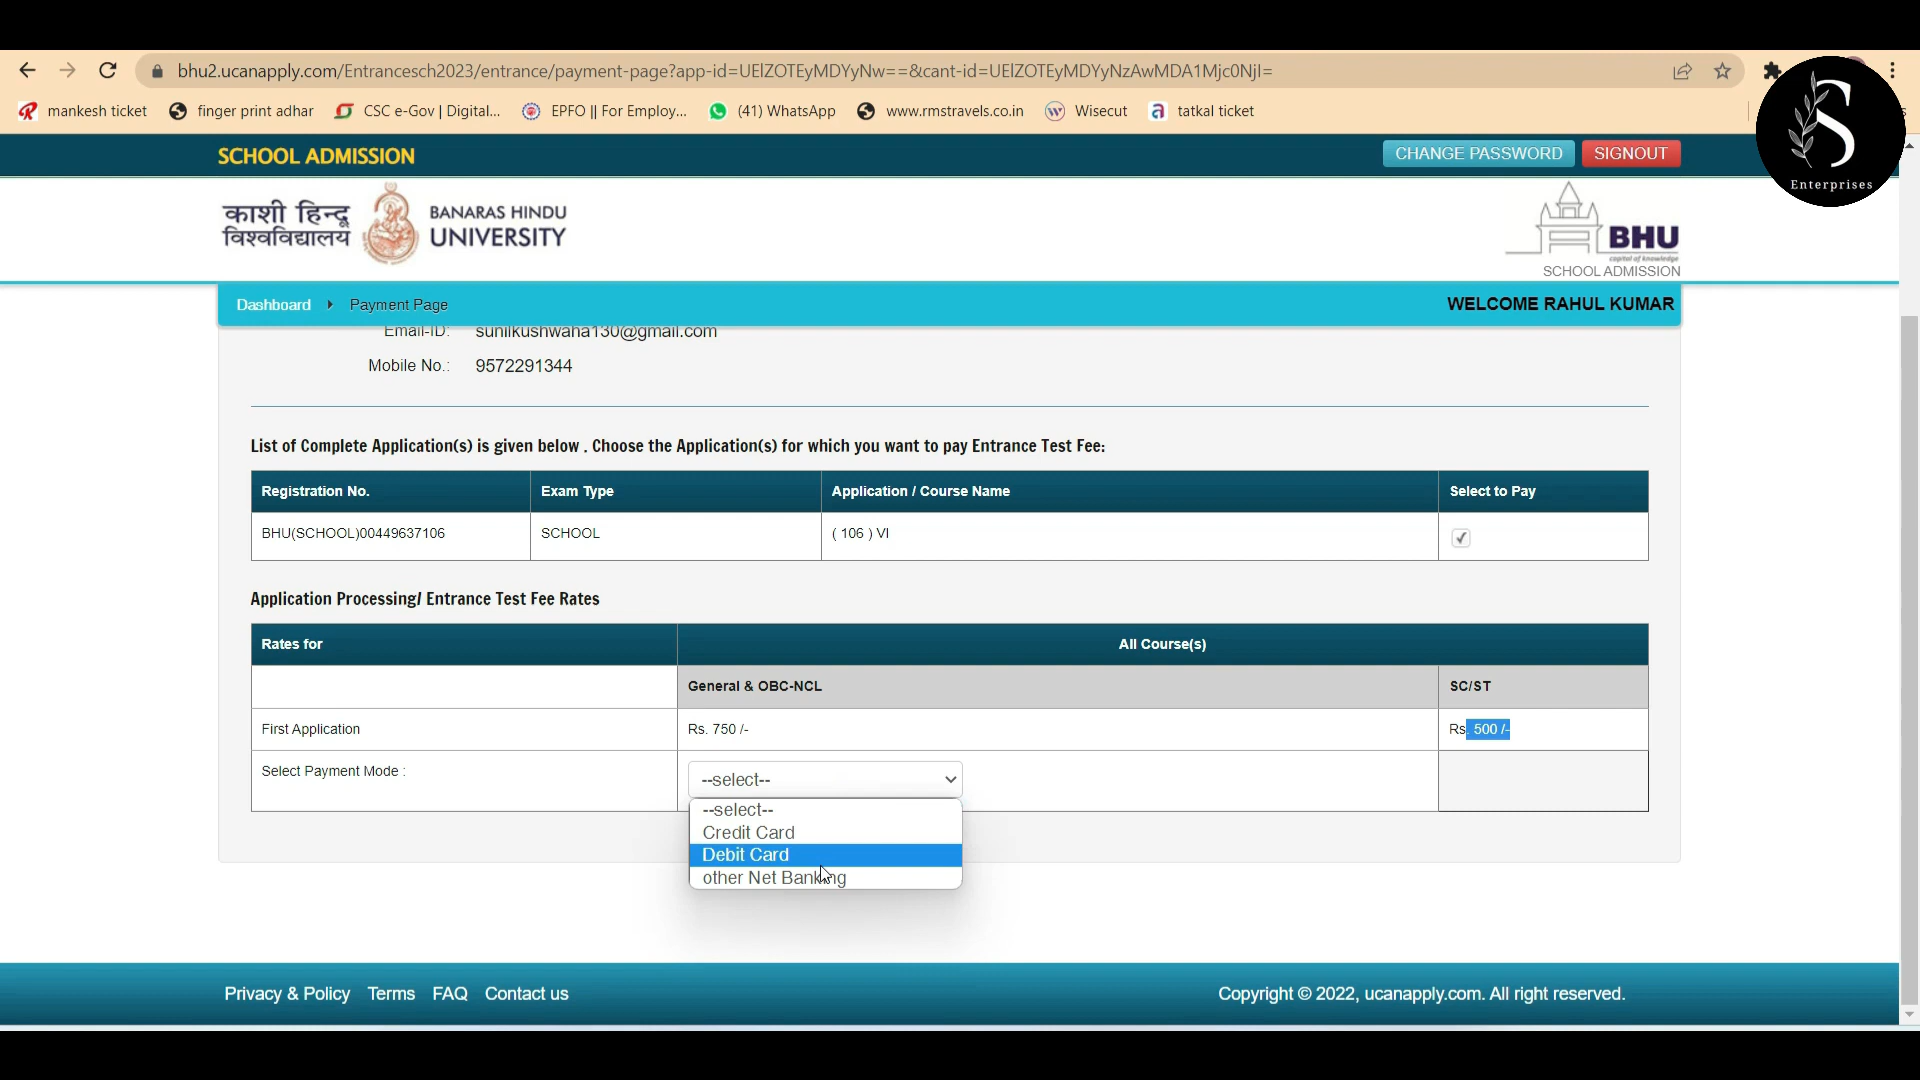 bhu2.ucanapply.com/Entrancesch2023/entrance/payment-page?app-id=UElZOTEyMDYyNw==&cant-id=UElZOTEyMDYyNzAwMDA1Mjc0NjI=
mankesh ticket finger print adhar CSC e-Gov | Digital... EPFO || For Employ... (41) WhatsApp www.rmstravels.co.in Wisecut tatkal ticket
S
Enterprises
SCHOOL ADMISSION CHANGE PASSWORD SIGNOUT
काशी हिन्दू
विश्वविद्यालय
BANARAS HINDU
UNIVERSITY
BHU
capital of knowledge
SCHOOL ADMISSION
Dashboard Payment Page WELCOME RAHUL KUMAR
Email-ID: sunilkushwaha130@gmail.com
Mobile No.: 9572291344
List of Complete Application(s) is given below . Choose the Application(s) for which you want to pay Entrance Test Fee:
Registration No. Exam Type Application / Course Name Select to Pay
BHU(SCHOOL)00449637106 SCHOOL ( 106 ) VI
Application Processing/ Entrance Test Fee Rates
Rates for All Course(s)
General & OBC-NCL SC/ST
First Application Rs. 750 /- Rs. 500 /-
Select Payment Mode : --select--
--select--
Credit Card
Debit Card
other Net Banking
Privacy & Policy Terms FAQ Contact us Copyright © 2022, ucanapply.com. All right reserved.